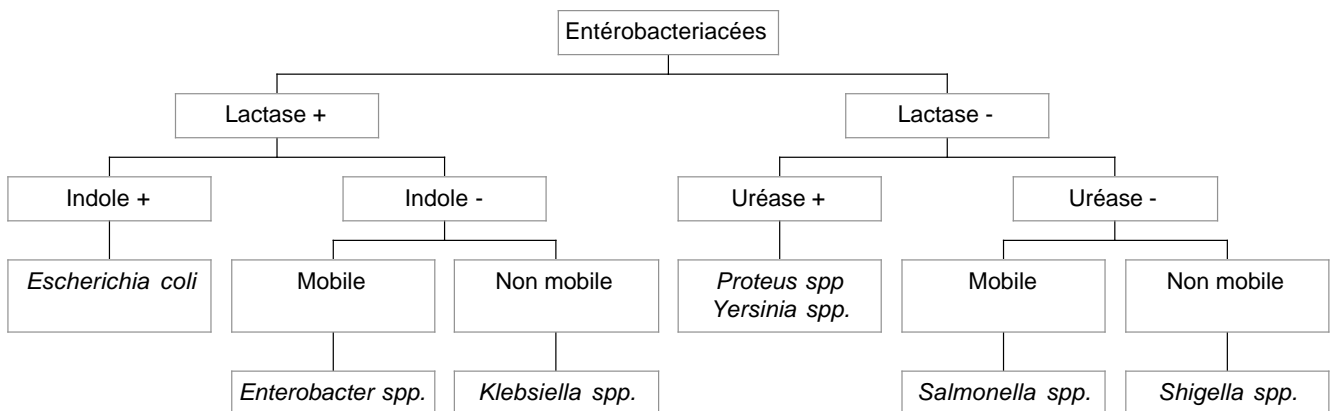 Entérobacteriacées
Lactase +
Lactase -
Indole +
Indole -
Uréase +
Uréase -
Escherichia coli
Mobile
Non mobile
Proteus spp
Yersinia spp.
Mobile
Non mobile
Enterobacter spp.
Klebsiella spp.
Salmonella spp.
Shigella spp.